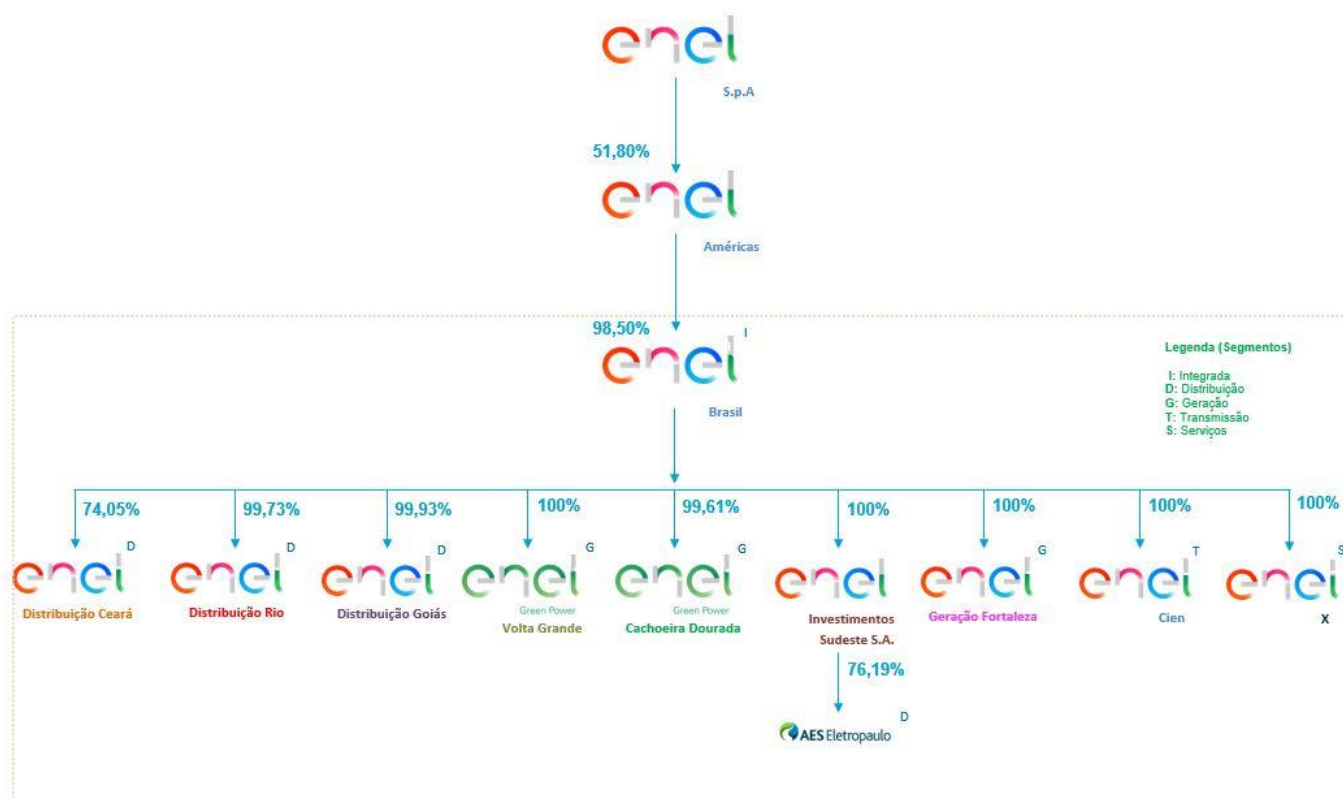 enel
S.p.A
51,80%
enel
Américas
98,50%
enel I
Brasil
Legenda (Segmentos)
I: Integrada
D: Distribuição
G: Geração
T: Transmissão
S: Serviços
74,05% 99,73% 99,93% 100% 99,61% 100% 100% 100% 100%
enel D enel D enel D enel G enel G enel enel G enel T enel S
Green Power Green Power
Distribuição Ceará Distribuição Rio Distribuição Goiás Volta Grande Cachoeira Dourada Investimentos Geração Fortaleza Cien X
Sudeste S.A.
76,19%
AES Eletropaulo D